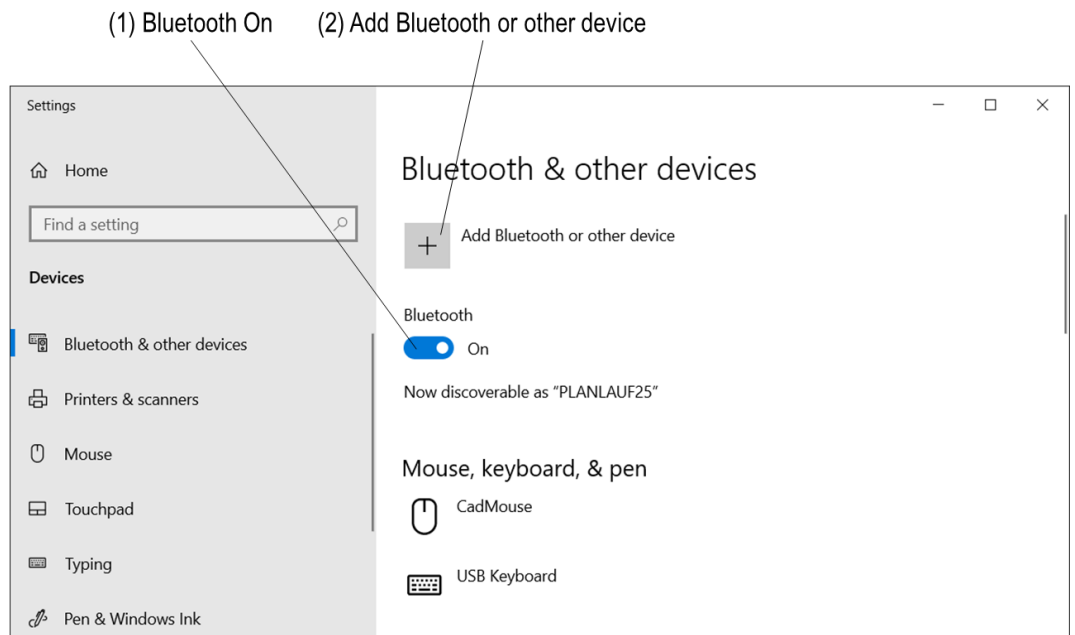 (1) Bluetooth On (2) Add Bluetooth or other device
Settings
Home
Find a setting
Devices
Bluetooth & other devices
Printers & scanners
Mouse
Touchpad
Typing
Pen & Windows Ink
Bluetooth & other devices
Add Bluetooth or other device
Bluetooth
On
Now discoverable as “PLANLAUF25”
Mouse, keyboard, & pen
CadMouse
USB Keyboard